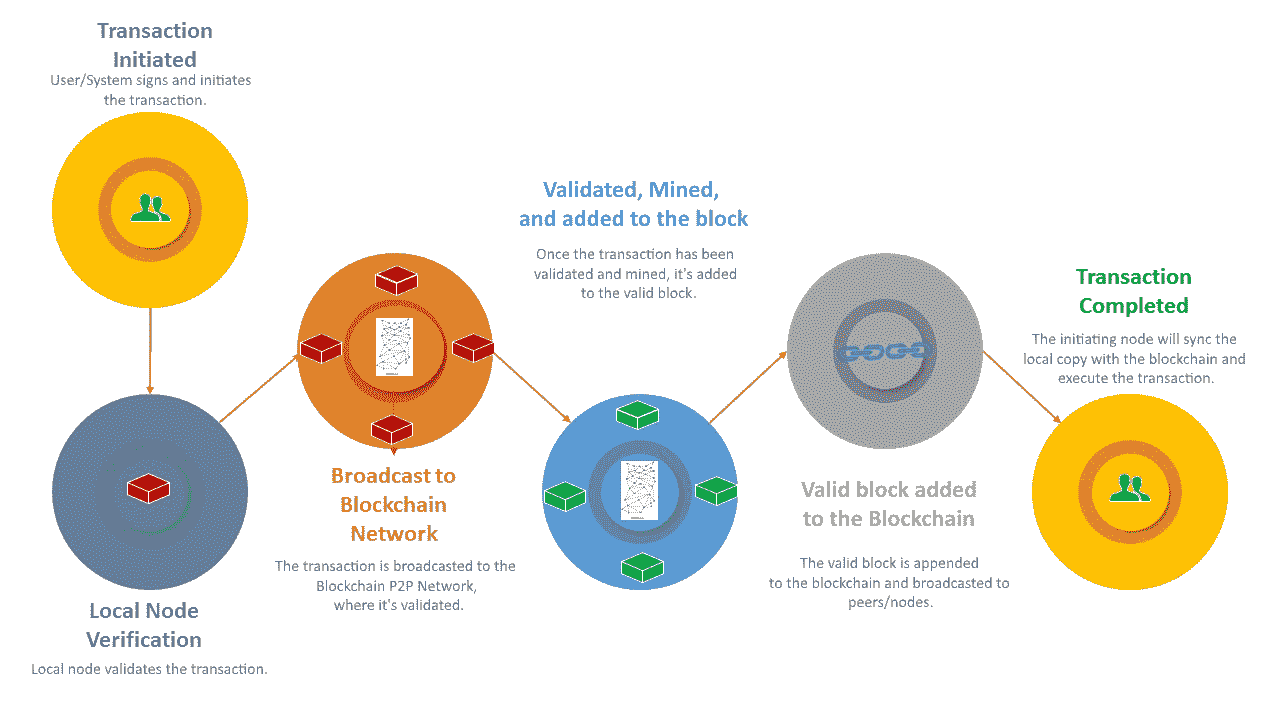 Transaction
Initiated
User/System signs and initiates
the transaction.
Local Node
Verification
Local node validates the transaction.
Broadcast to
Blockchain
Network
The transaction is broadcasted to the
Blockchain P2P Network,
where it's validated.
Validated, Mined,
and added to the block
Once the transaction has been
validated and mined, it's added
to the valid block.
Valid block added
to the Blockchain
The valid block is appended
to the blockchain and broadcasted to
peers/nodes.
Transaction
Completed
The initiating node will sync the
local copy with the blockchain and
execute the transaction.